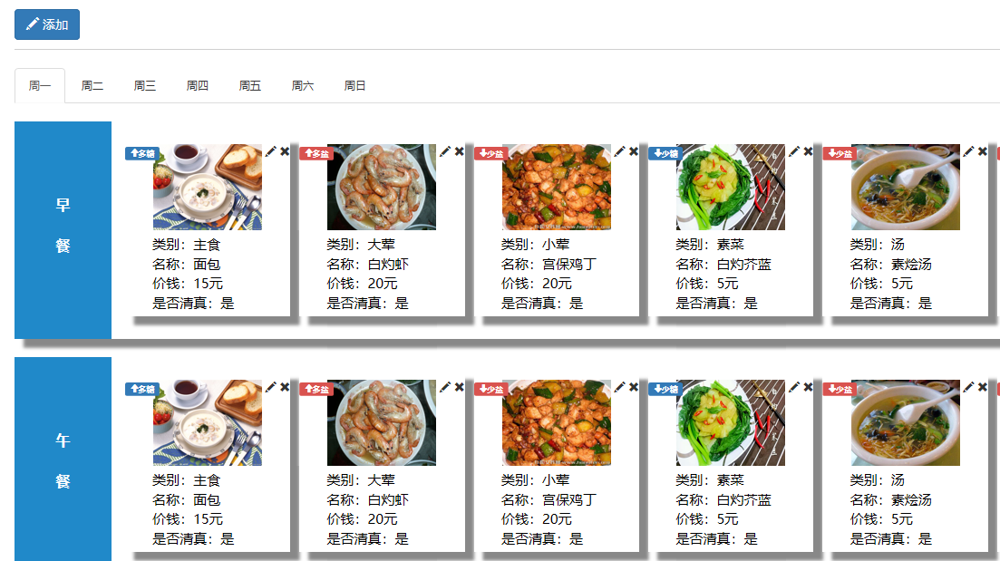 添加
周一 周二 周三 周四 周五 周六 周日
早
餐
多糖
类别：主食
名称：面包
价钱：15元
是否清真：是
多盐
类别：大荤
名称：白灼虾
价钱：20元
是否清真：是
少盐
类别：小荤
名称：宫保鸡丁
价钱：20元
是否清真：是
少糖
类别：素菜
名称：白灼芥蓝
价钱：5元
是否清真：是
少盐
类别：汤
名称：素烩汤
价钱：5元
是否清真：是
午
餐
多糖
类别：主食
名称：面包
价钱：15元
是否清真：是
多盐
类别：大荤
名称：白灼虾
价钱：20元
是否清真：是
少盐
类别：小荤
名称：宫保鸡丁
价钱：20元
是否清真：是
少糖
类别：素菜
名称：白灼芥蓝
价钱：5元
是否清真：是
少盐
类别：汤
名称：素烩汤
价钱：5元
是否清真：是